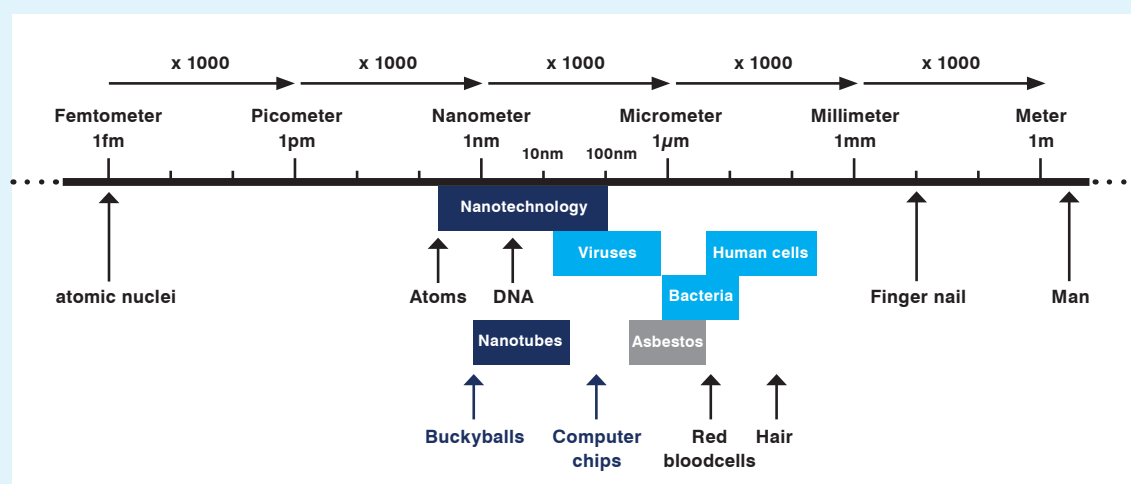 x 1000 x 1000 x 1000 x 1000 x 1000
Femtometer Picometer Nanometer Micrometer Millimeter Meter
1fm 1pm 1nm 1µm 1mm 1m
10nm 100nm
Nanotechnology
Viruses Human cells
atomic nuclei Atoms DNA Bacteria Finger nail Man
Nanotubes Asbestos
Buckyballs Computer Red Hair
chips bloodcells